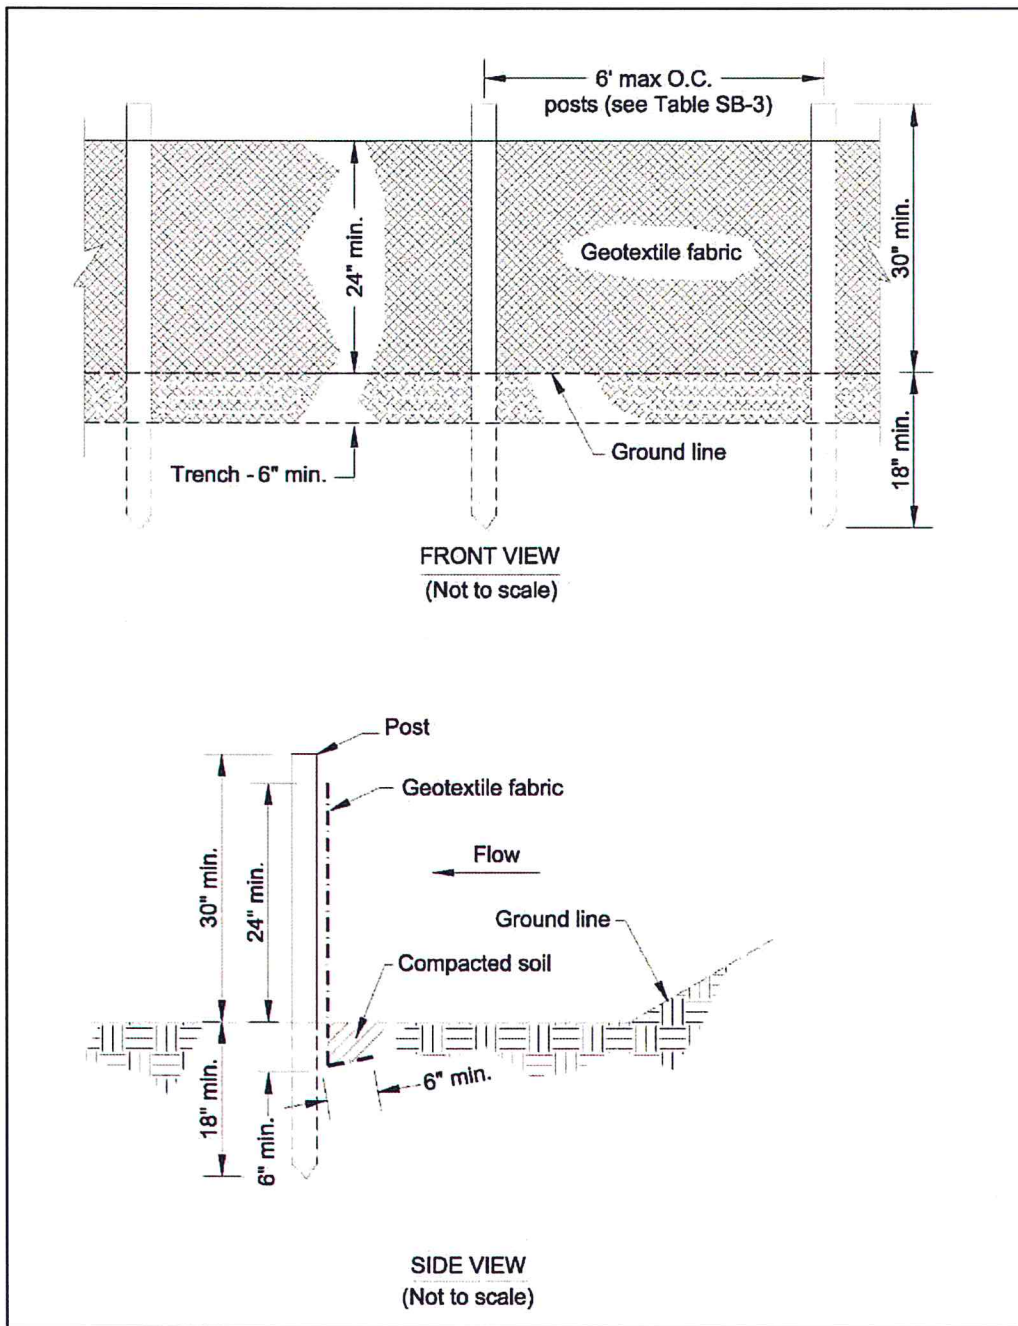 6' max O.C.
posts (see Table SB-3)
24" min.
Geotextile fabric
30" min.
Ground line
18" min.
Trench - 6" min.
FRONT VIEW
(Not to scale)
Post
Geotextile fabric
30" min.
24" min.
Flow
Ground line
Compacted soil
18" min.
6" min.
6" min.
SIDE VIEW
(Not to scale)